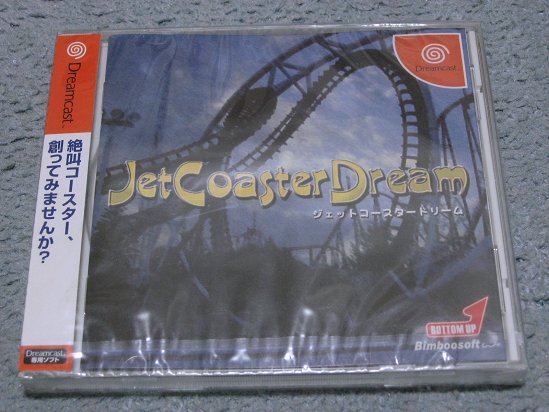 Dreamcast
絶叫コースター、
創ってみませんか?
Dreamcast
専用ソフト
Dreamcast
JetCoasterDream
ジェットコースタードリーム
BOTTOM UP
Bimboosoft